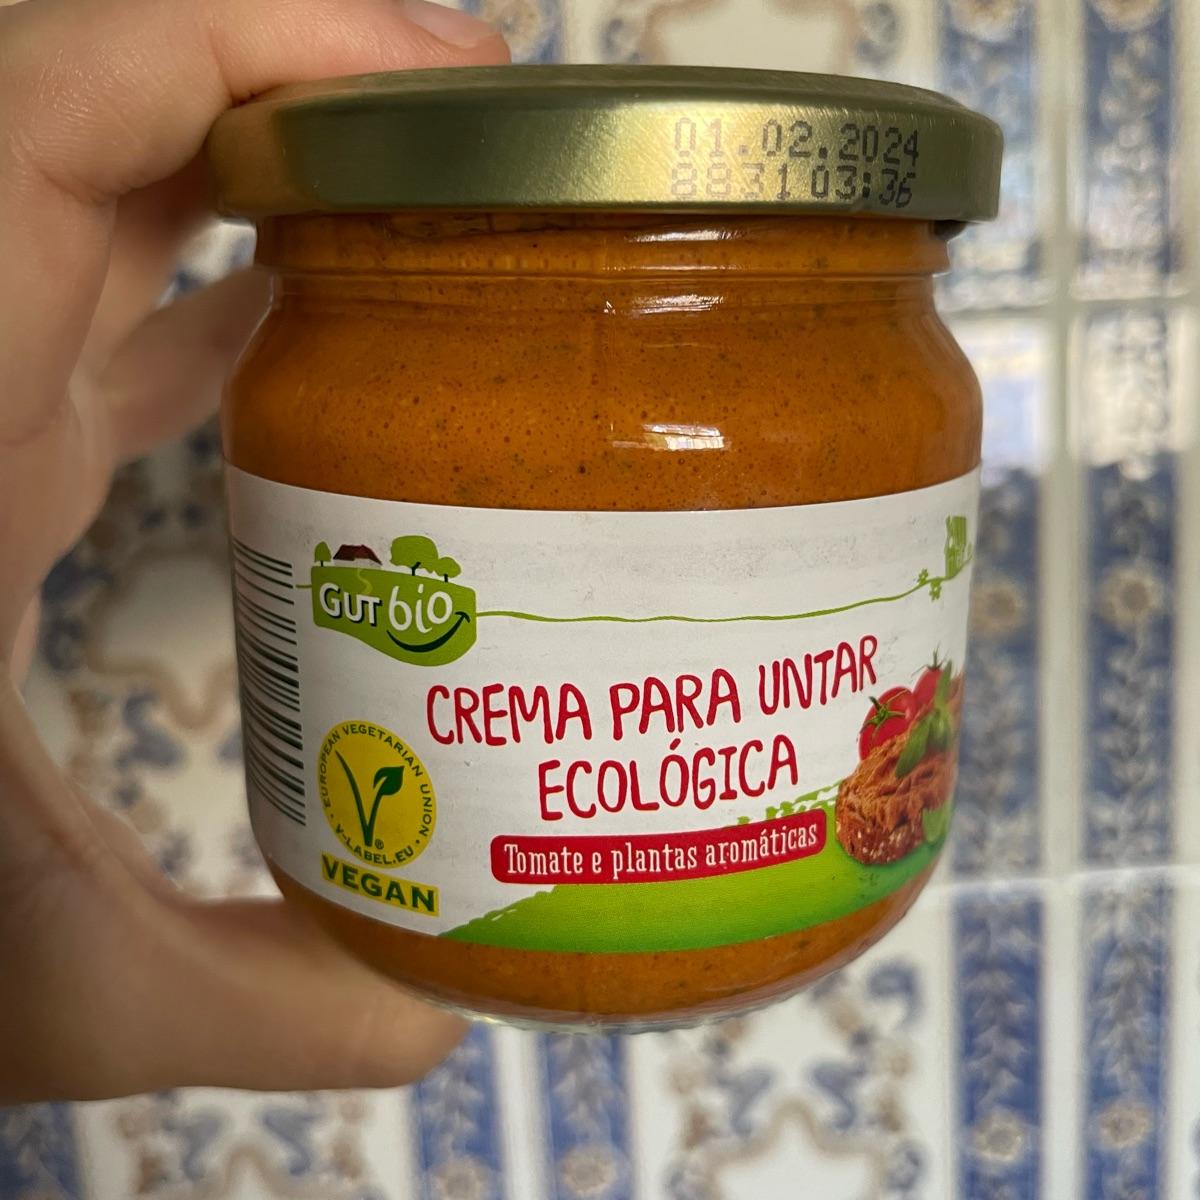 01.02.2024
8831 03:36
GUT bio
CREMA PARA UNTAR
ECOLÓGICA
Tomate e plantas aromáticas
EUROPEAN VEGETARIAN UNION
V-LABEL.EU
®
VEGAN